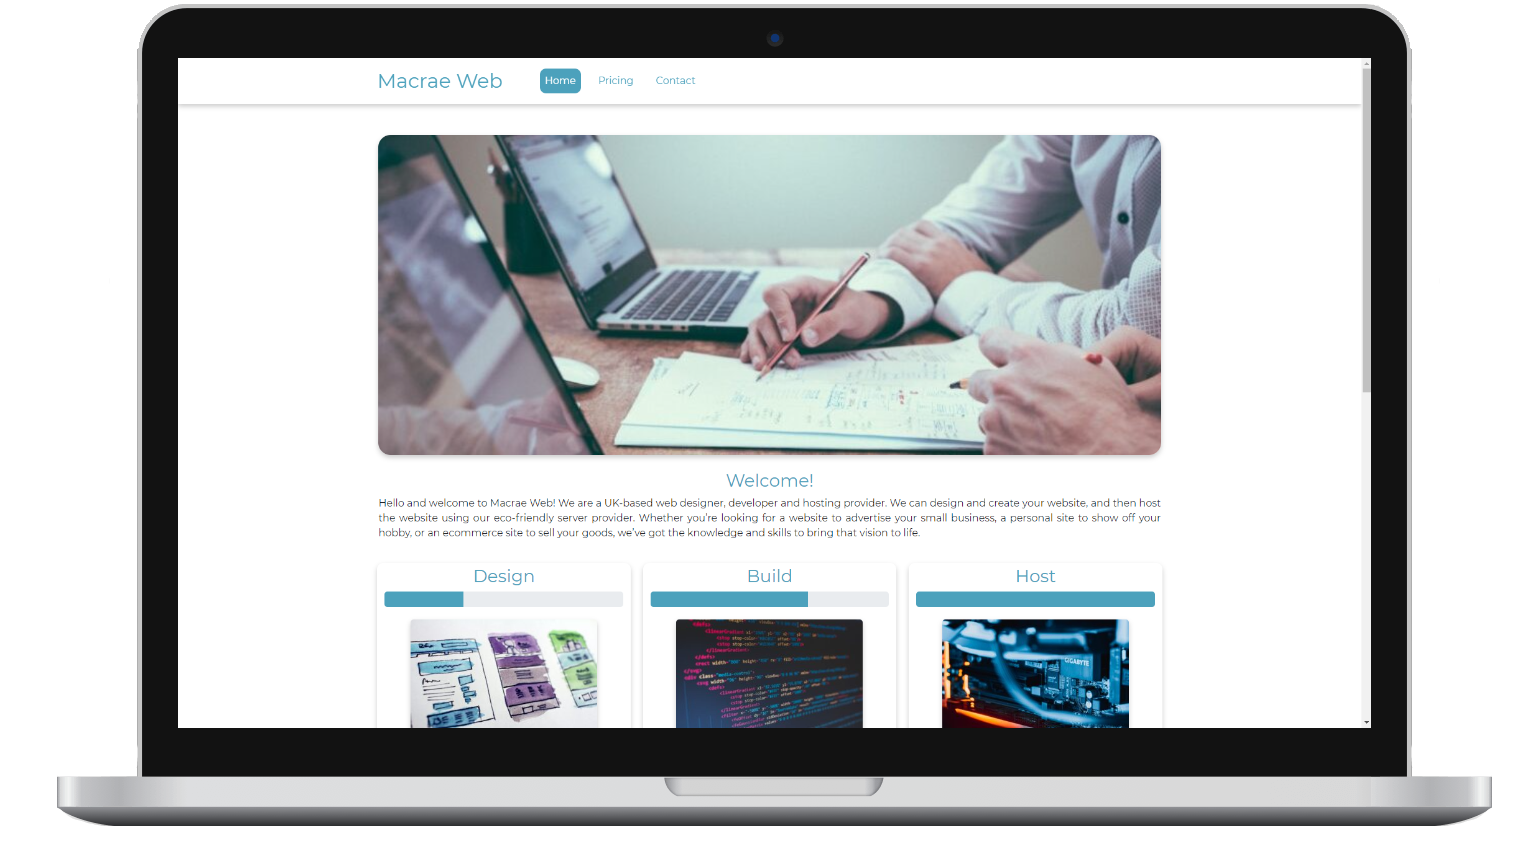 Macrae Web Home Pricing Contact
Welcome!
Hello and welcome to Macrae Web! We are a UK-based web designer, developer and hosting provider. We can design and create your website, and then host
the website using our eco-friendly server provider. Whether you're looking for a website to advertise your small business, a personal site to show off your
hobby, or an ecommerce site to sell your goods, we've got the knowledge and skills to bring that vision to life.
Design Build Host
GIGABYTE